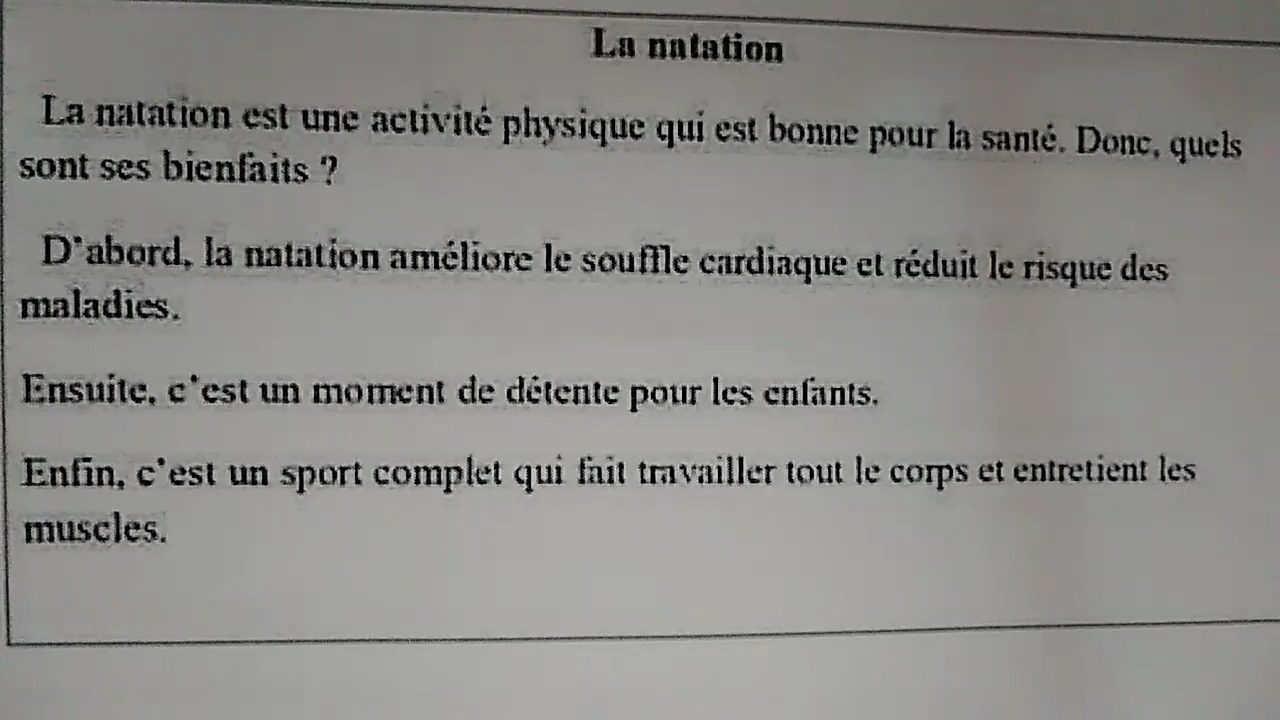 La natation
La natation est une activité physique qui est bonne pour la santé. Donc, quels
sont ses bienfaits ?
D'abord, la natation améliore le souffle cardiaque et réduit le risque des
maladies.
Ensuite, c'est un moment de détente pour les enfants.
Enfin, c'est un sport complet qui fait travailler tout le corps et entretient les
muscles.